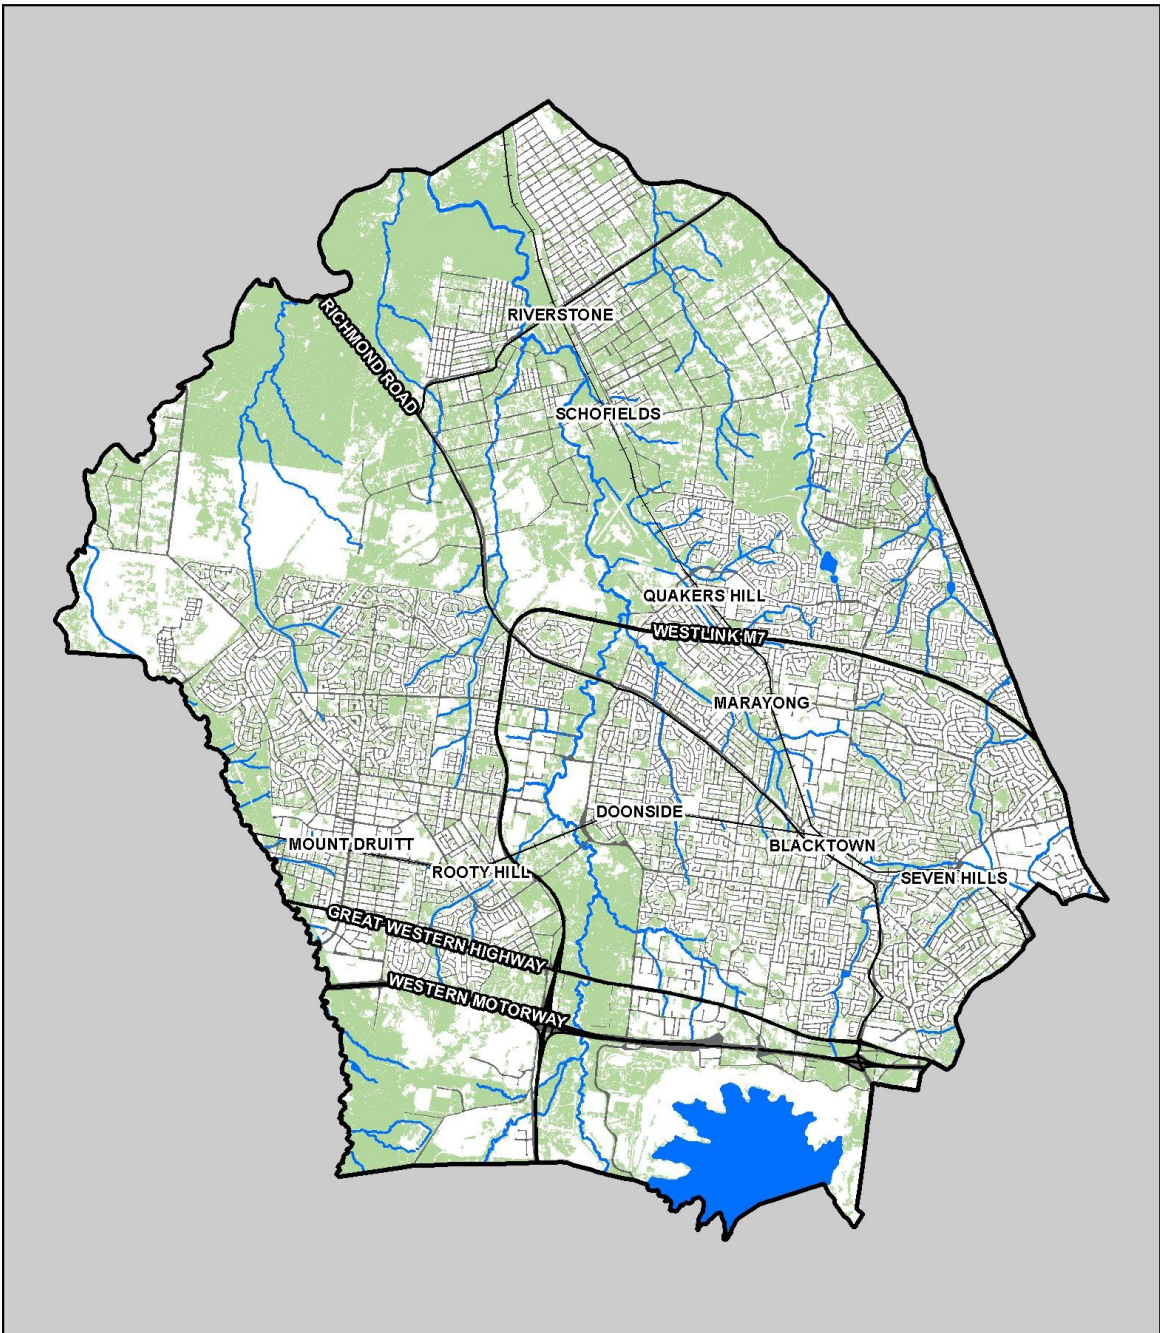 RIVERSTONE
RICHMOND ROAD
SCHOFIELDS
QUAKERS HILL
WESTLINK M7
MARAYONG
DOONSIDE
MOUNT DRUITT
BLACKTOWN
ROOTY HILL
SEVEN HILLS
GREAT WESTERN HIGHWAY
WESTERN MOTORWAY